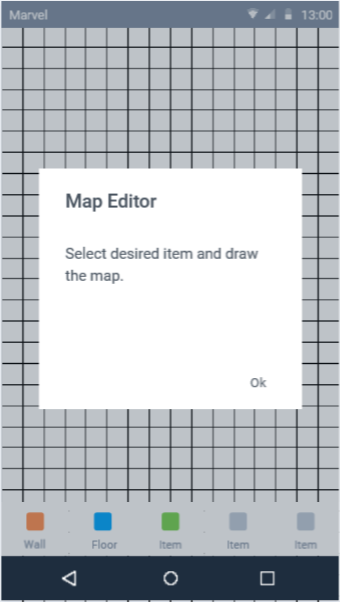 Marvel 13:00
Map Editor
Select desired item and draw
the map.
Ok
Wall Floor Item Item Item